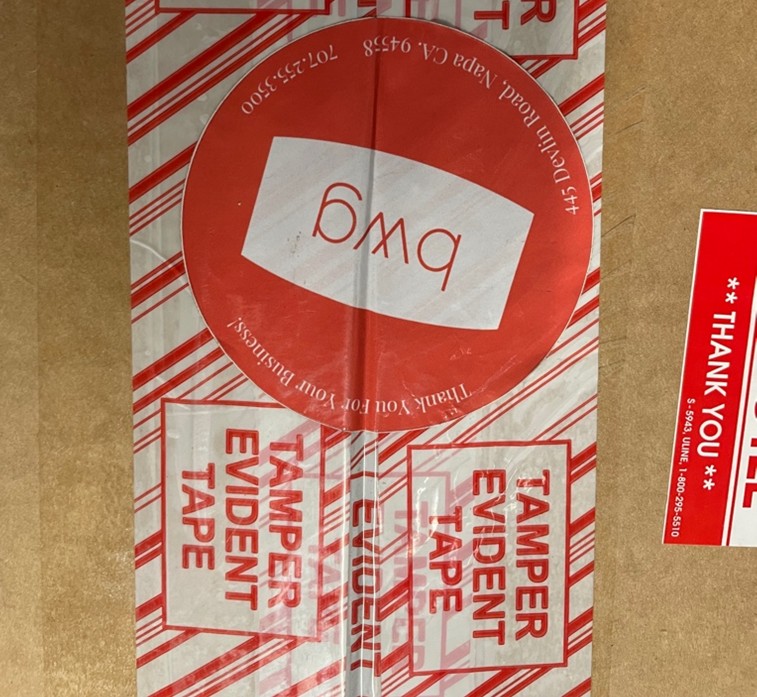 445 Devlin Road, Napa CA. 94558
707.255.3500
bwg
Thank You For Your Business!
TAMPER
EVIDENT
TAPE
TAMPER
EVIDENT
TAPE
EVIDENT
** THANK YOU **
S-5943, ULINE, 1-800-295-5510